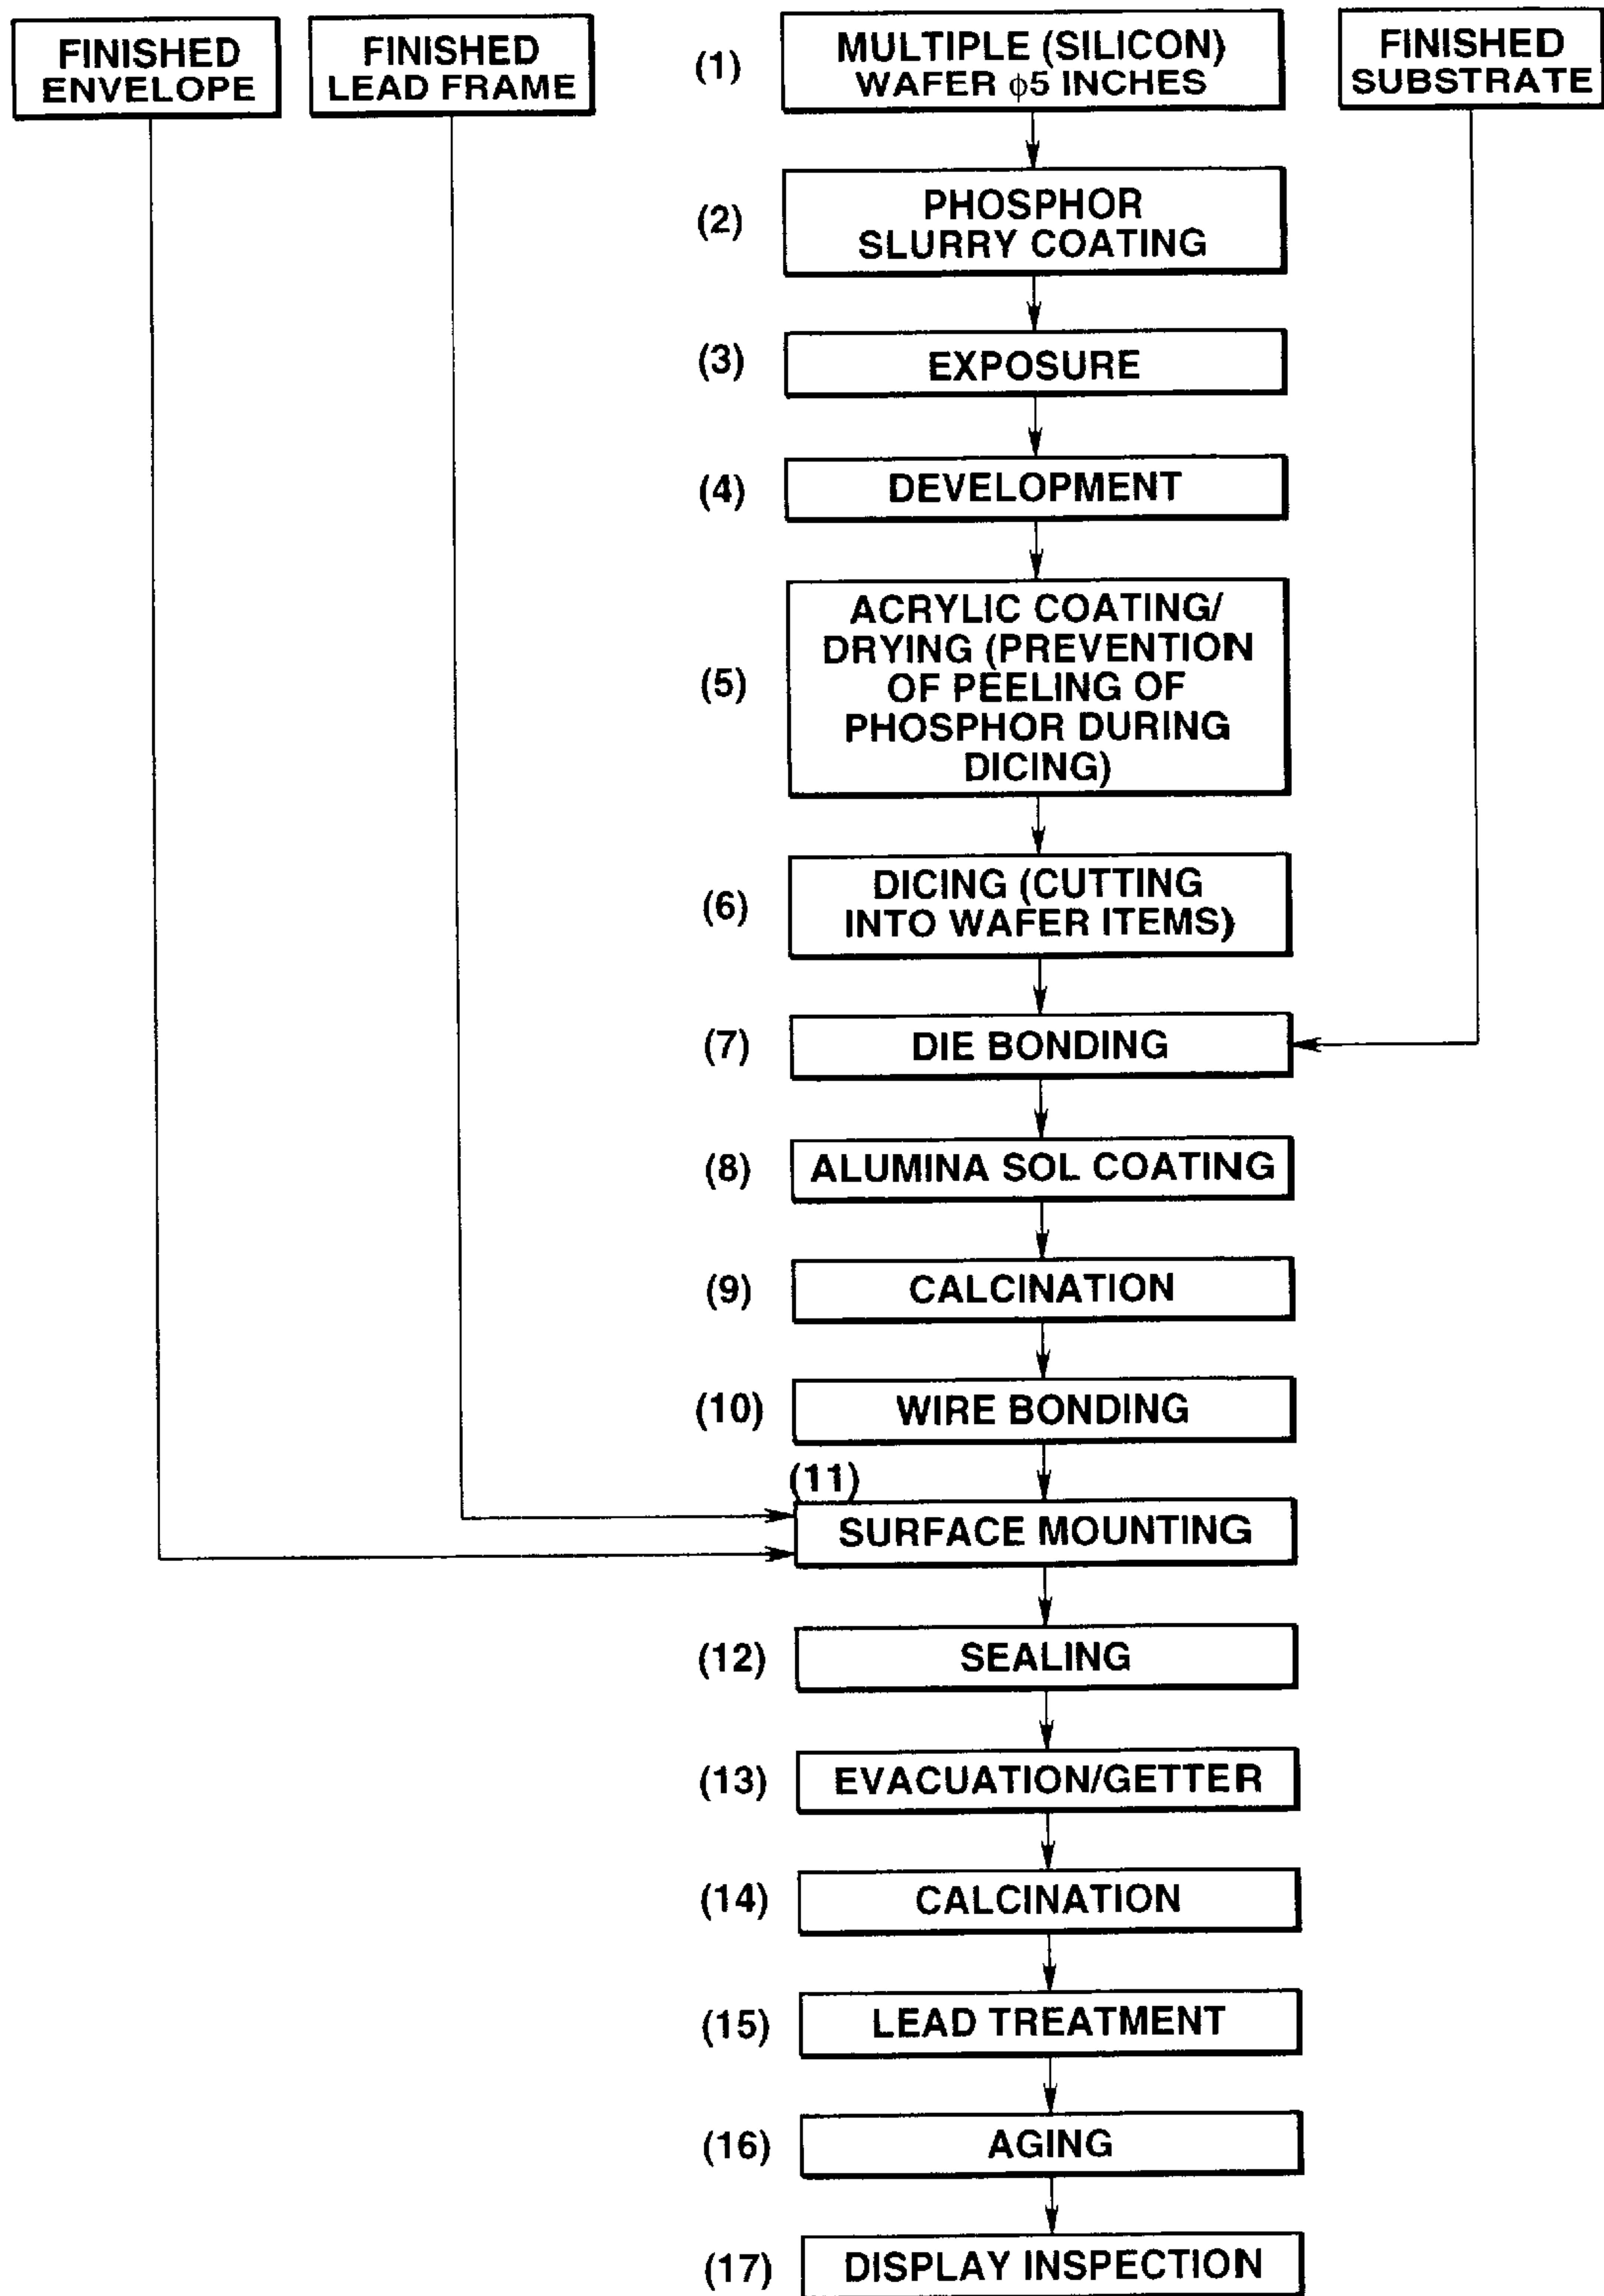 FINISHED
ENVELOPE
FINISHED
LEAD FRAME
(1)
MULTIPLE (SILICON)
WAFER ϕ5 INCHES
FINISHED
SUBSTRATE
(2)
PHOSPHOR
SLURRY COATING
(3)
EXPOSURE
(4)
DEVELOPMENT
(5)
ACRYLIC COATING/
DRYING (PREVENTION
OF PEELING OF
PHOSPHOR DURING
DICING)
(6)
DICING (CUTTING
INTO WAFER ITEMS)
(7)
DIE BONDING
(8)
ALUMINA SOL COATING
(9)
CALCINATION
(10)
WIRE BONDING
(11)
SURFACE MOUNTING
(12)
SEALING
(13)
EVACUATION/GETTER
(14)
CALCINATION
(15)
LEAD TREATMENT
(16)
AGING
(17)
DISPLAY INSPECTION